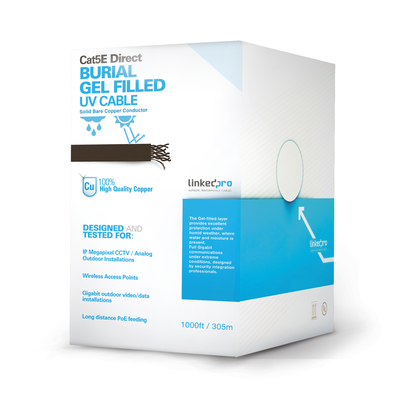 Cat5E Direct
BURIAL
GEL FILLED
UV CABLE
Solid Bare Copper Conductor
Cu
100%
High Quality Copper
DESIGNED AND
TESTED FOR:
IP Megapixel CCTV / Analog
Outdoor Installations
Wireless Access Points
Gigabit outdoor video/data
installations
Long distance PoE feeding
1000ft / 305m
linkedpro
The Gel-filled layer
provides excellent
protection under
humid weather, where
water and moisture is
present.
Full Gigabit
communications
under extreme
conditions, designed
by security integration
professionals.
linkedpro